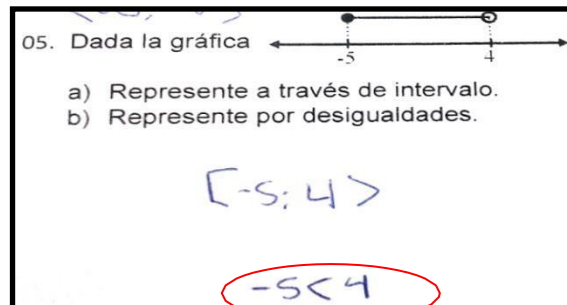 05. Dada la gráfica
-5 4
a) Represente a través de intervalo.
b) Represente por desigualdades.
[-5; 4>
-5<4